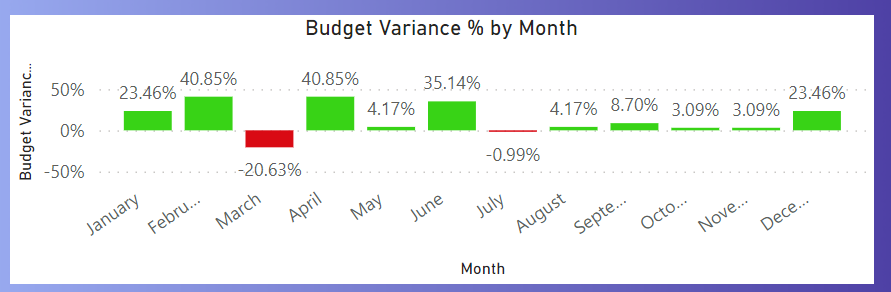 Budget Variance % by Month
Budget Varianc...
50%
0%
-50%
23.46%
40.85%
-20.63%
40.85%
4.17%
35.14%
-0.99%
4.17%
8.70%
3.09%
3.09%
23.46%
January
Febru...
March
April
May
June
July
August
Septe...
Octo...
Nove...
Dece...
Month